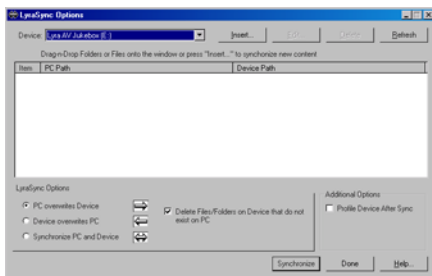 LyraSync Options
Device: Lyra AV Jukebox (E:) Insert... Edit... Delete... Refresh
Drag-n-Drop Folders or Files onto the window or press "Insert..." to synchonize new content
Item PC Path Device Path
LyraSync Options
PC overwrites Device
Device overwrites PC
Synchronize PC and Device
Delete Files/Folders on Device that do not
exist on PC
Additional Options
Profile Device After Sync
Synchronize Done Help...